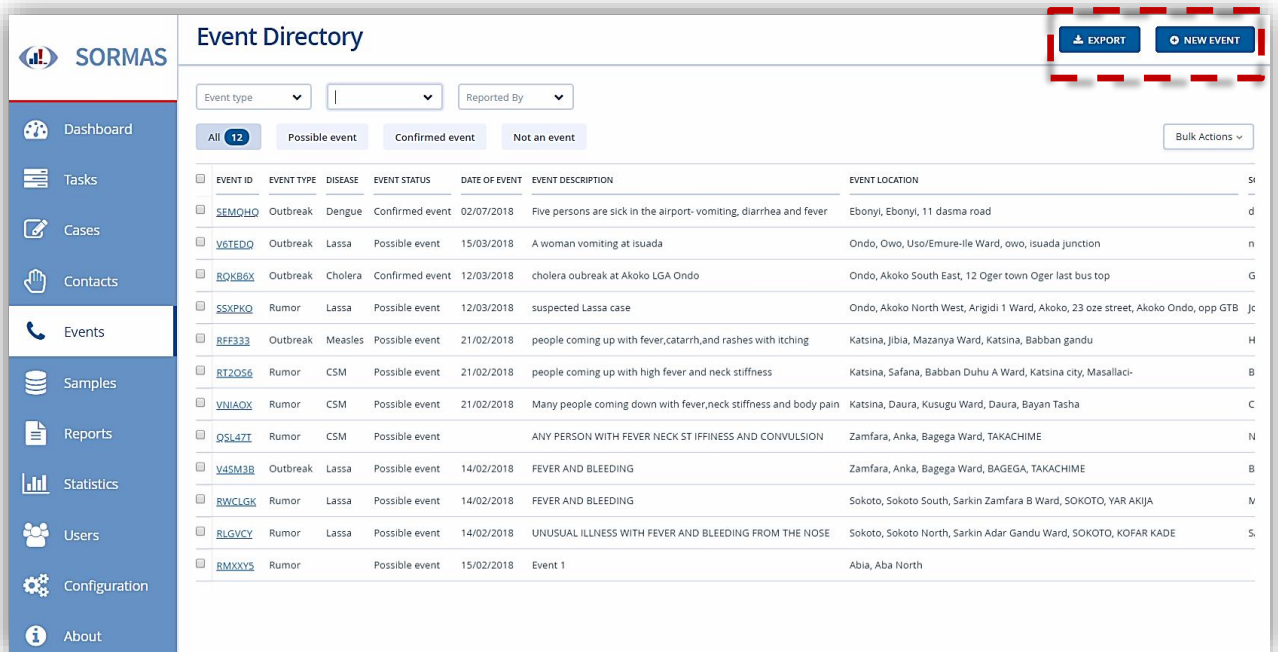 SORMAS
Event Directory
EXPORT
NEW EVENT
Event type
Reported By
All 12
Possible event
Confirmed event
Not an event
Bulk Actions
Dashboard
Tasks
Cases
Contacts
Events
Samples
Reports
Statistics
Users
Configuration
About
EVENT ID EVENT TYPE DISEASE EVENT STATUS DATE OF EVENT EVENT DESCRIPTION EVENT LOCATION
SEMQHQ Outbreak Dengue Confirmed event 02/07/2018 Five persons are sick in the airport- vomiting, diarrhea and fever Ebonyi, Ebonyi, 11 dasma road
V6TEDQ Outbreak Lassa Possible event 15/03/2018 A woman vomiting at isuada Ondo, Owo, Uso/Emure-Ile Ward, owo, isuada junction
RQKB6X Outbreak Cholera Confirmed event 12/03/2018 cholera oubreak at Akoko LGA Ondo Ondo, Akoko South East, 12 Oger town Oger last bus top
SSXPKO Rumor Lassa Possible event 12/03/2018 suspected Lassa case Ondo, Akoko North West, Arigidi 1 Ward, Akoko, 23 oze street, Akoko Ondo, opp GTB
RFF333 Outbreak Measles Possible event 21/02/2018 people coming up with fever,catarrh,and rashes with itching Katsina, Jibia, Mazanya Ward, Katsina, Babban gandu
RT2OS6 Rumor CSM Possible event 21/02/2018 people coming up with high fever and neck stiffness Katsina, Safana, Babban Duhu A Ward, Katsina city, Masallaci-
VNIAOX Rumor CSM Possible event 21/02/2018 Many people coming down with fever,neck stiffness and body pain Katsina, Daura, Kusugu Ward, Daura, Bayan Tasha
QSL47T Rumor CSM Possible event ANY PERSON WITH FEVER NECK ST IFFINESS AND CONVULSION Zamfara, Anka, Bagega Ward, TAKACHIME
V4SM3B Outbreak Lassa Possible event 14/02/2018 FEVER AND BLEEDING Zamfara, Anka, Bagega Ward, BAGEGA, TAKACHIME
RWCLGK Rumor Lassa Possible event 14/02/2018 FEVER AND BLEEDING Sokoto, Sokoto South, Sarkin Zamfara B Ward, SOKOTO, YAR AKIJA
RLGVCY Rumor Lassa Possible event 14/02/2018 UNUSUAL ILLNESS WITH FEVER AND BLEEDING FROM THE NOSE Sokoto, Sokoto North, Sarkin Adar Gandu Ward, SOKOTO, KOFAR KADE
RMXXY5 Rumor Possible event 15/02/2018 Event 1 Abia, Aba North